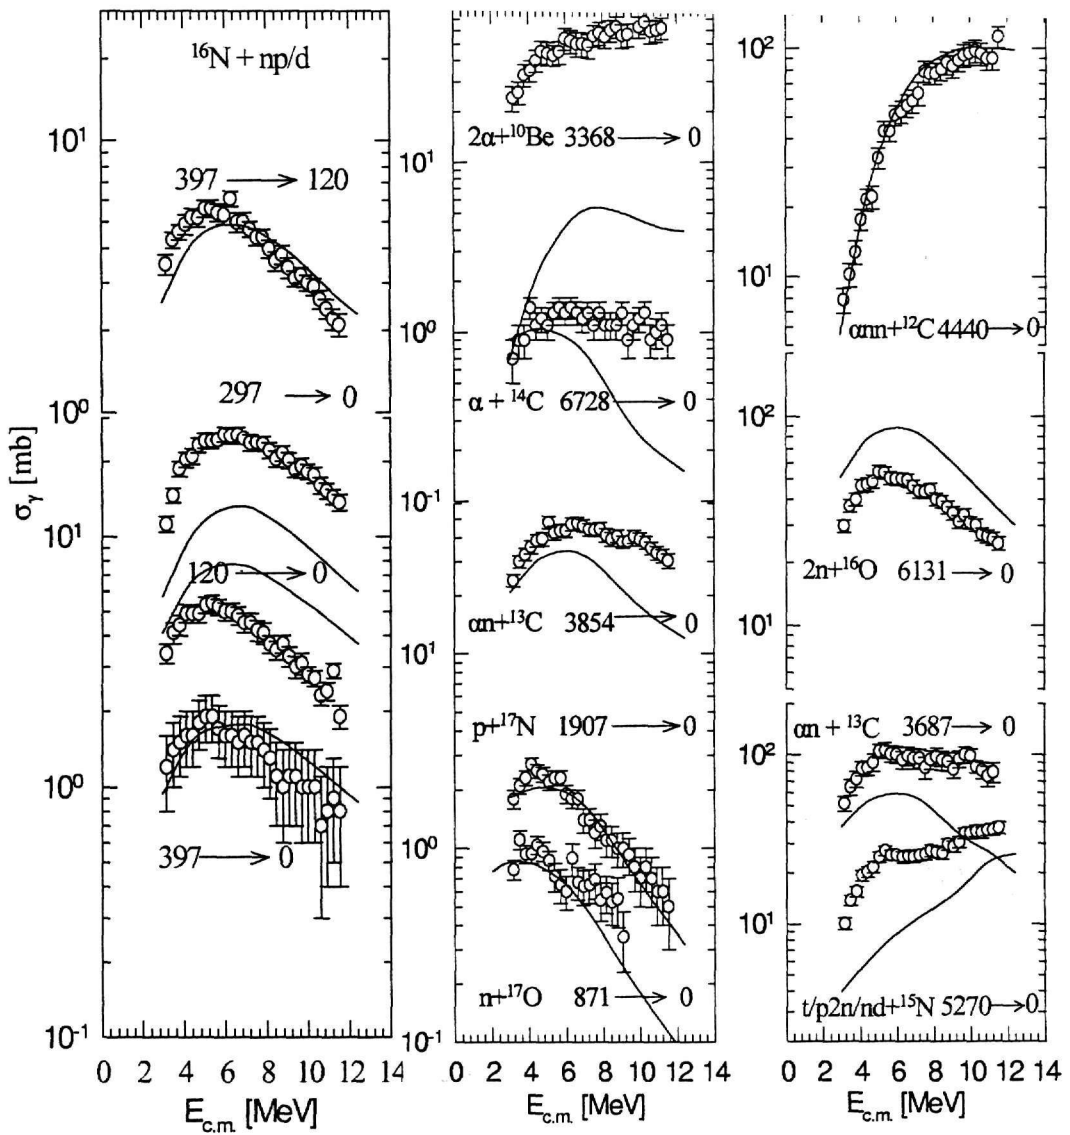 ¹⁶N + np/d
10¹
397 → 120
297 → 0
10⁰
10¹
120 → 0
10⁰
397 → 0
10⁻¹
σγ [mb]
0 2 4 6 8 10 12 14
E_c.m. [MeV]
2α+¹⁰Be 3368 → 0
10¹
10⁰
α + ¹⁴C 6728 → 0
10⁻¹
αn+¹³C 3854 → 0
10¹
p+¹⁷N 1907 → 0
10⁰
n+¹⁷O 871 → 0
10⁻¹
0 2 4 6 8 10 12 14
E_c.m. [MeV]
10²
10¹
αnn+¹²C 4440 → 0
10²
2n+¹⁶O 6131 → 0
10¹
αn + ¹³C 3687 → 0
10²
10¹
t/p2n/nd+¹⁵N 5270 → 0
0 2 4 6 8 10 12 14
E_c.m. [MeV]